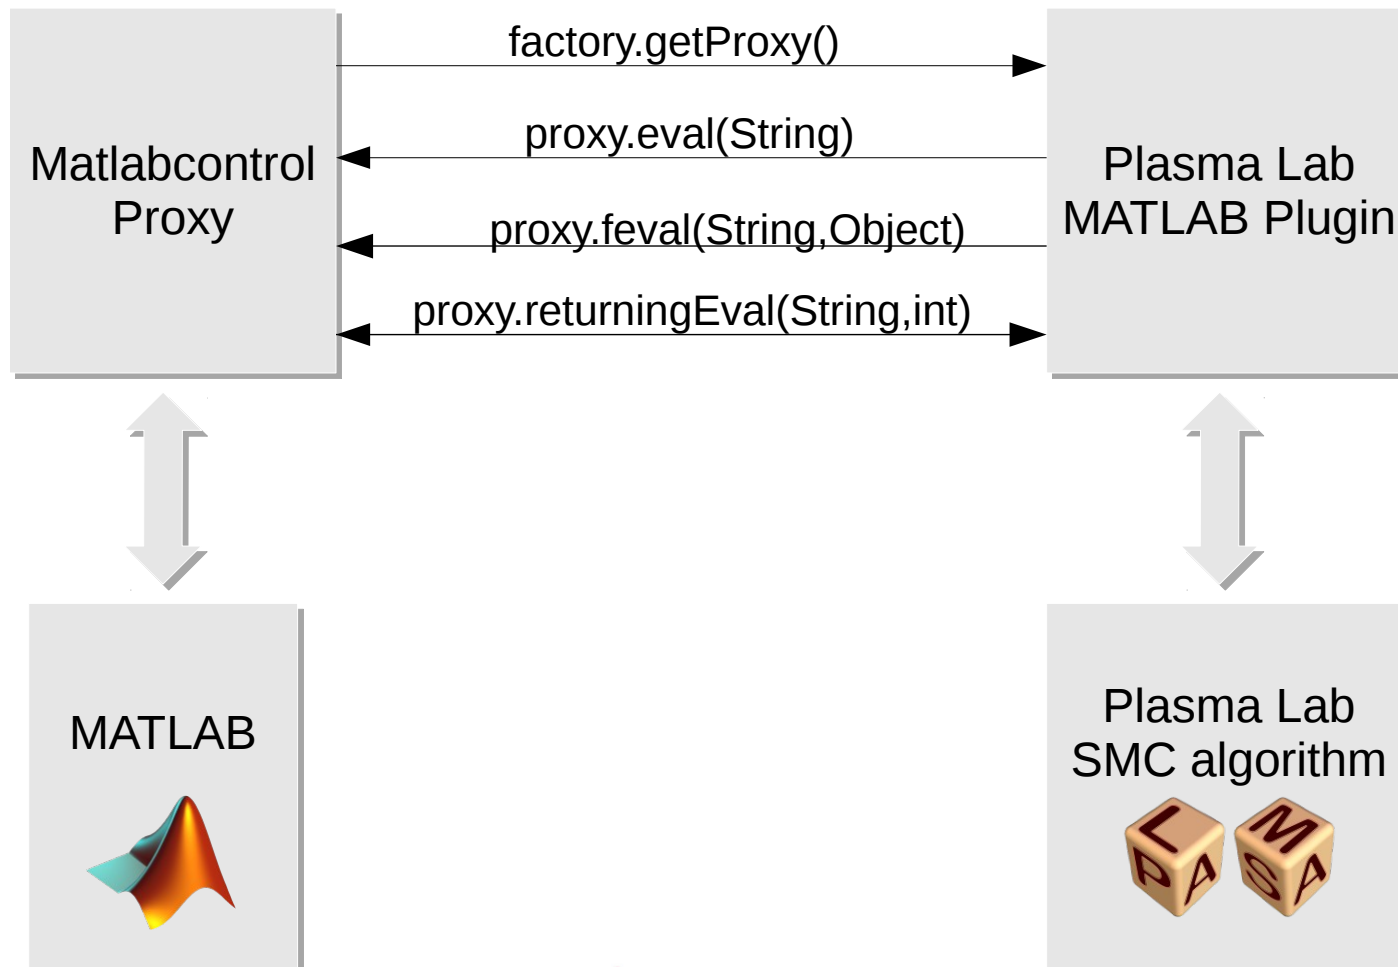 factory.getProxy()
proxy.eval(String)
Matlabcontrol
Proxy
Plasma Lab
MATLAB Plugin
proxy.feval(String,Object)
proxy.returningEval(String,int)
MATLAB
Plasma Lab
SMC algorithm
L
P A
M
S A